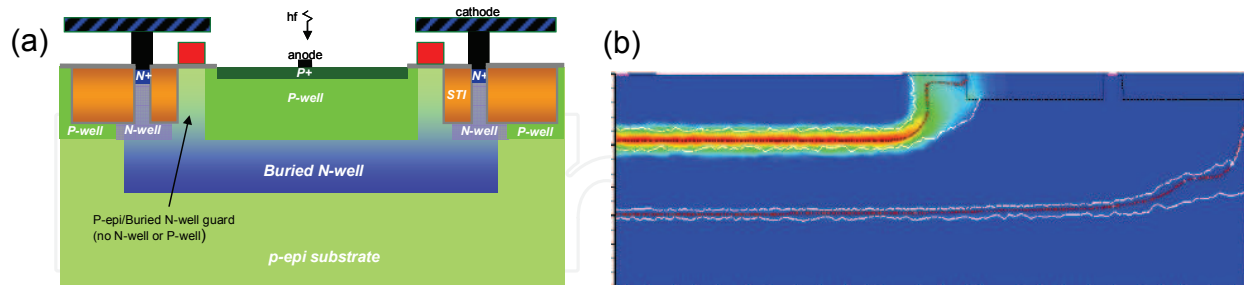 (a)
hf
cathode
anode
N+
P+
N+
P-well
STI
P-well
N-well
N-well
P-well
Buried N-well
P-epi/Buried N-well guard
(no N-well or P-well)
p-epi substrate
(b)